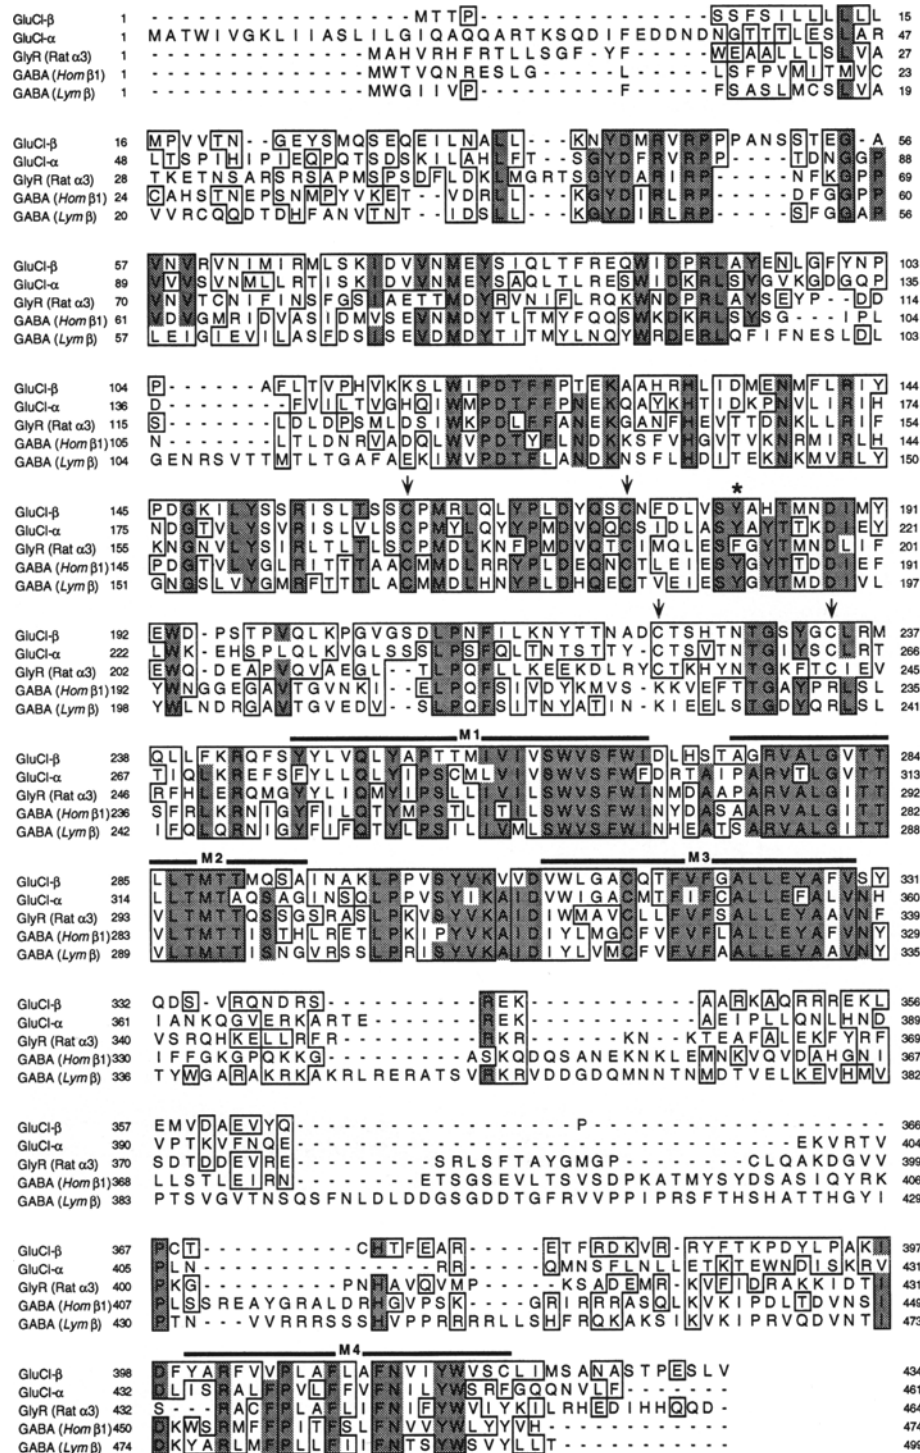 GluCl-β 1 ----------------MTTP------------SSFSILLLLLL 15
GluCl-α 1 MATWIVGKLIIASLILGIQAQQARTKSQDIFEDDNDNGTTTLESLAR 47
GlyR (Rat α3) 1 -------------MAHVRHFRTLLSGF-YF---WEAALLLSLVA 27
GABA (Hom β1) 1 -------------MWTVQNRESLG-----L----LSFPVMITMVC 23
GABA (Lym β) 1 -------------MWGIIVP--------F-----FSASLMCSLVA 19
GluCl-β 16 MPVVTN-GEYSMQSEQEILNALL---KNYDMRVRPPPANSSTEG-A 56
GluCl-α 48 LTSPIHIPIEQPQTSDSKILAHLFT--SGYDFRVRPP----TDNGGP 88
GlyR (Rat α3) 28 TKETNSARSRSAPMSPSDFLDKLMGRTSGYDARIRP-----NFKGPP 69
GABA (Hom β1) 24 CAHSTNEPSNMPYVKET--VDRLL---KGYDIRLRPP----DFGGPP 60
GABA (Lym β) 20 VVRCQQDTDHFANVTNT--IDSLL---KGYDIRLRP-----SFGGAP 56
GluCl-β 57 VNVRVNIMIRMLSKIDVVNMEYSIQLTFREQWIDPRLAYENLGFYNP 103
GluCl-α 89 VVVSVNMLLRTISKIDVVNMEYSAQLTLRESWIDKRLSYGVKGDGQP 135
GlyR (Rat α3) 70 VNVTCNIFINSFGSIAETTMDYRVNIFLRQKWNDPRLAYSEYP--DD 114
GABA (Hom β1) 61 VDVGMRIDVASIDMVSEVNMDYTLTMYFQQSWKDKRLSYSG---IPL 104
GABA (Lym β) 57 LEIGIEVILASFDSISEVDMDYTITMYLNQYWRDERLQFIFNESLDL 103
GluCl-β 104 P------AFLTVPHVKKSLWIPDTFFPTEKAAHRHLIDMENMFLRIY 144
GluCl-α 136 D-------FVILTVGHQIWMPDTFFPNEKQAYKHTIDKPNVLIRIH 174
GlyR (Rat α3) 115 S-------LDLDPSMLDSIWKPDLFFANEKGANFHEVTTDNKLLRIF 154
GABA (Hom β1) 105 N-------LTLDNRVADQLWVPDTYFLNDKKSFVHGVTVKNRMIRLH 144
GABA (Lym β) 104 GENRSVTTMTLTGAFAEKIWVPDTFLANDKNSFLHDITEKNKMVRLY 150
*
GluCl-β 145 PDGKILYSSRISLTSSCPMRLQLYPLDYQSCNFDLVSYAHTMNDIMY 191
GluCl-α 175 NDGTVLYSVRISLVLSCPMYLQYYPMDVQQCSIDLASYAYTTKDIEY 221
GlyR (Rat α3) 155 KNGNVLYSIRLTLTLSCPMDLKNFPMDVQTCIMQLESFGYTMNDLIF 201
GABA (Hom β1) 145 PDGTVLYGLRITTTAACMMDLRRYPLDEQNCTLEIESYGYTTDDIEF 191
GABA (Lym β) 151 GNGSLVYGMRFTTTLACMMDLHNYPLDHQECTVEIESYGYTMDDIVL 197
GluCl-β 192 EWD-PSTPVQLKPGVGSDLPNFILKNYTTNADCTSHTNTGSYGCLRM 237
GluCl-α 222 LWK-EHSPLQLKVGLSSSLPSFQLTNTSTTYCTSVTNTGIYSCLRT 266
GlyR (Rat α3) 202 EWQ-DEAPVQVAEGL--TLPQFLLKEEKDLRYCTKHYNTGKFTCIEV 245
GABA (Hom β1) 192 YWNGGEGAVTGVNKI--ELPQFSIVDYKMVS-KKVEFTTGAYPRLSL 235
GABA (Lym β) 198 YWLNDRGAVTGVEDV--SLPQFSITNYATIN-KIEELSTGDYQRLSL 241
M1
GluCl-β 238 QLLFKRQFSYYLVQLYAPTTMIVIVSWVSFWIDLHSTAGRVALGVTT 284
GluCl-α 267 TIQLKREFSFYLLQLYIPSCMLVIVSWVSFWFDRTAIPARVTLGVTT 313
GlyR (Rat α3) 246 RFHLERQMGYYLIQMYIPSLLIVILSWVSFWINMDAAPARVALGITT 292
GABA (Hom β1) 236 SFRLKRNIGYFILQTYMPSTLITILSWVSFWINYDASAARVALGITT 282
GABA (Lym β) 242 IFQLQRNIGYFIFQTYLPSILIVMLSWVSFWINHEATSARVALGITT 288
M2 M3
GluCl-β 285 LLTMTTMQSAINAKLPPVSYVKVVDVWLGACQTFVFGALLEYAFVSY 331
GluCl-α 314 LLTMTAQSAGINSQLPPVSYIKAIDVWIGACMTFIFCALLEFALVNH 360
GlyR (Rat α3) 293 VLTMTTQSSGSRASLPKVSYVKAIDIWMAVCLLFVFSALLEYAAVNF 339
GABA (Hom β1) 283 VLTMTTISTHLRETLPKIPYVKAIDIYLMGCFVFVFLALLEYAFVNY 329
GABA (Lym β) 289 VLTMTTISNGVRSSLPRISYVKAIDIYLVMCFVFVFAALLEYAAVNY 335
GluCl-β 332 QDS-VRQNDRS----------REK----------AARKAQRRREKL 356
GluCl-α 361 IANKQGVERKARTE-------REK----------AEIPLLQNLHND 389
GlyR (Rat α3) 340 VSRQHKELLRFR---------RKR------KN-KTEAFALEKFYRF 369
GABA (Hom β1) 330 IFFGKGPQKKG----------ASKQDQSANEKNKLEMNKVQVDAHGNI 367
GABA (Lym β) 336 TYWGARAKRKAKRLRERATSVRKRVDDGDQMNNTNMDTVELKEVHMV 382
GluCl-β 357 EMVDAEVYQ------------------P------------------- 366
GluCl-α 390 VPTKVFNQE--------------------------------EKVRTV 404
GlyR (Rat α3) 370 SDTDDEVRE---------SRLSFTAYGMGP--------CLQAKDGVV 399
GABA (Hom β1) 368 LLSTLEIRN--------ETSGSEVLTSVSDPKATMYSYDSASIQYRK 406
GABA (Lym β) 383 PTSVGVTNSQSFNLDLDDGSGDDTGFRVVPPIPRSFTHSHATTHGYI 429
GluCl-β 367 PCT----------CHTFEAR-----ETFRDKVR-RYFTKPDYLPAKI 397
GluCl-α 405 PLN---------------RR-----QMNSFLNLLETKTEWNDISKRV 431
GlyR (Rat α3) 400 PKG---------PNHAVQVMP----KSADEMR-KVFIDRAKKIDTI 431
GABA (Hom β1) 407 PLSSREAYGRALDRHGVPSK-----GRIRRRASQLKVKIPDLTDVNSI 449
GABA (Lym β) 430 PTN---VVRRRSSSHVPPRRRRLLSHFRQKAKSIKVKIPRVQDVNTI 473
M4
GluCl-β 398 DFYARFVVPLAFLAFNVIYWVSCLIMSANASTPESLV 434
GluCl-α 432 DLISRALFPVLFFVFNILYWSRFGQQNVLF------- 461
GlyR (Rat α3) 432 S---RACFPLAFLIFNIFYWVIYKILRHEDIHHQQD- 464
GABA (Hom β1) 450 DKWSRMFFPITFSLFNVVYWLYYVH------------ 474
GABA (Lym β) 474 DKYARLMFPLLFIIFNTSYWSVYLLT----------- 499